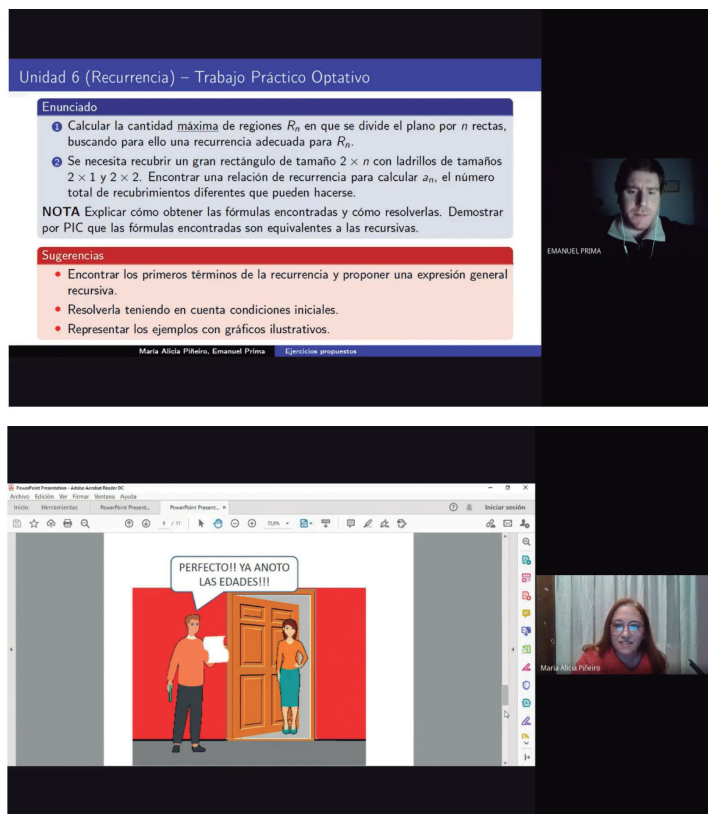 Unidad 6 (Recurrencia) – Trabajo Práctico Optativo
Enunciado
1 Calcular la cantidad máxima de regiones Rn en que se divide el plano por n rectas,
buscando para ello una recurrencia adecuada para Rn.
2 Se necesita recubrir un gran rectángulo de tamaño 2 × n con ladrillos de tamaños
2 × 1 y 2 × 2. Encontrar una relación de recurrencia para calcular an, el número
total de recubrimientos diferentes que pueden hacerse.
NOTA Explicar cómo obtener las fórmulas encontradas y cómo resolverlas. Demostrar
por PIC que las fórmulas encontradas son equivalentes a las recursivas.
Sugerencias
• Encontrar los primeros términos de la recurrencia y proponer una expresión general
recursiva.
• Resolverla teniendo en cuenta condiciones iniciales.
• Representar los ejemplos con gráficos ilustrativos.
María Alicia Piñeiro, Emanuel Prima Ejercicios propuestos
EMANUEL PRIMA
PowerPoint Presentation - Adobe Acrobat Reader DC
Archivo Edición Ver Firmar Ventana Ayuda
Inicio Herramientas PowerPoint Present... PowerPoint Present... × Iniciar sesión
/ 11
PERFECTO!! YA ANOTO
LAS EDADES!!!
Maria Alicia Piñeiro